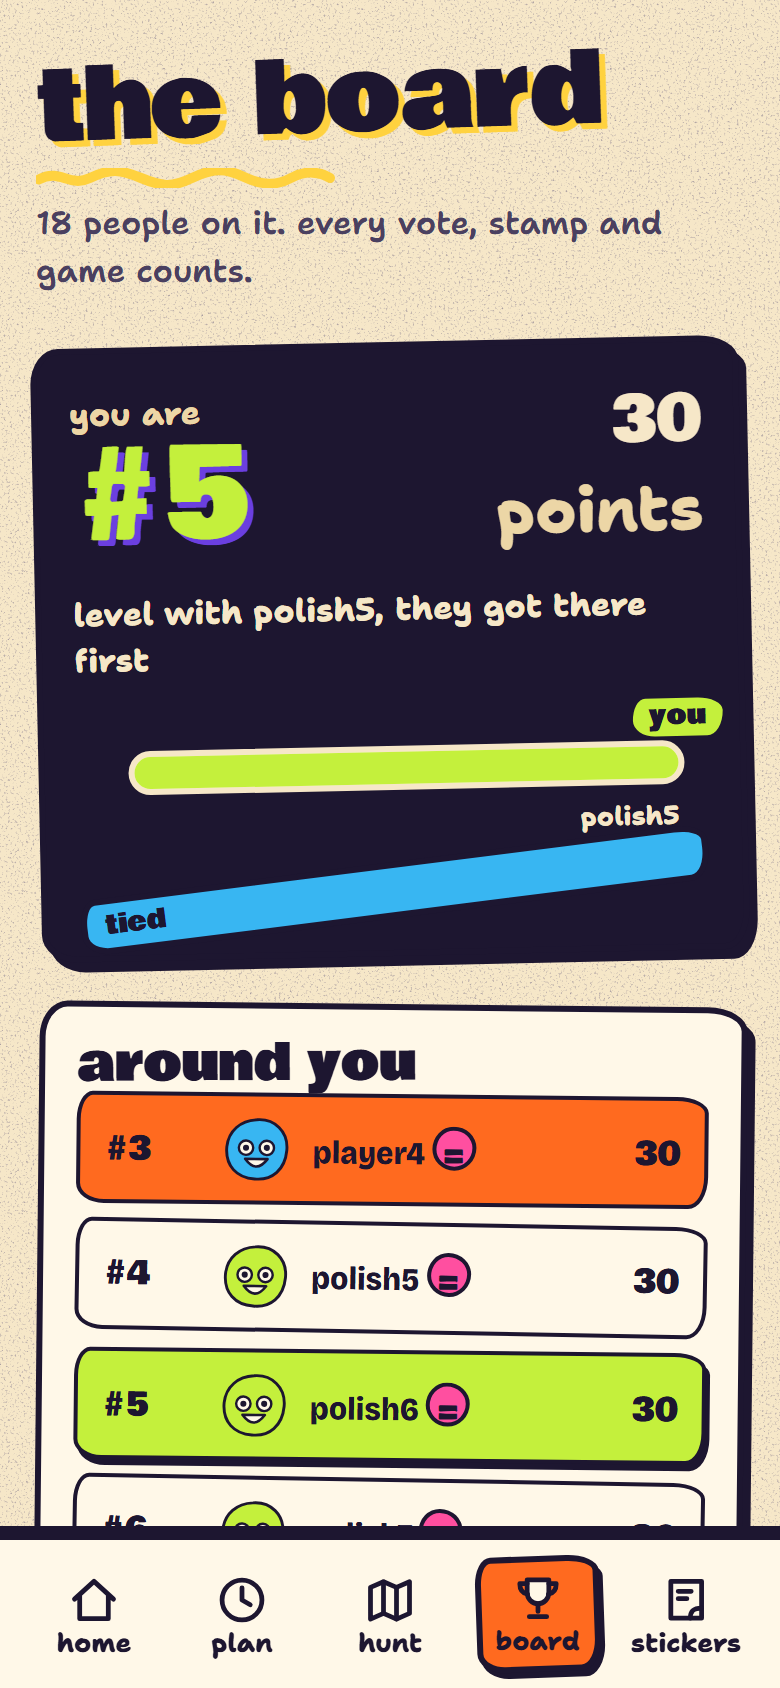 the board
18 people on it. every vote, stamp and
game counts.
you are
#5
30
points
level with polish5, they got there
first
you
polish5
tied
around you
#3 player4 = 30
#4 polish5 = 30
#5 polish6 = 30
home plan hunt board stickers